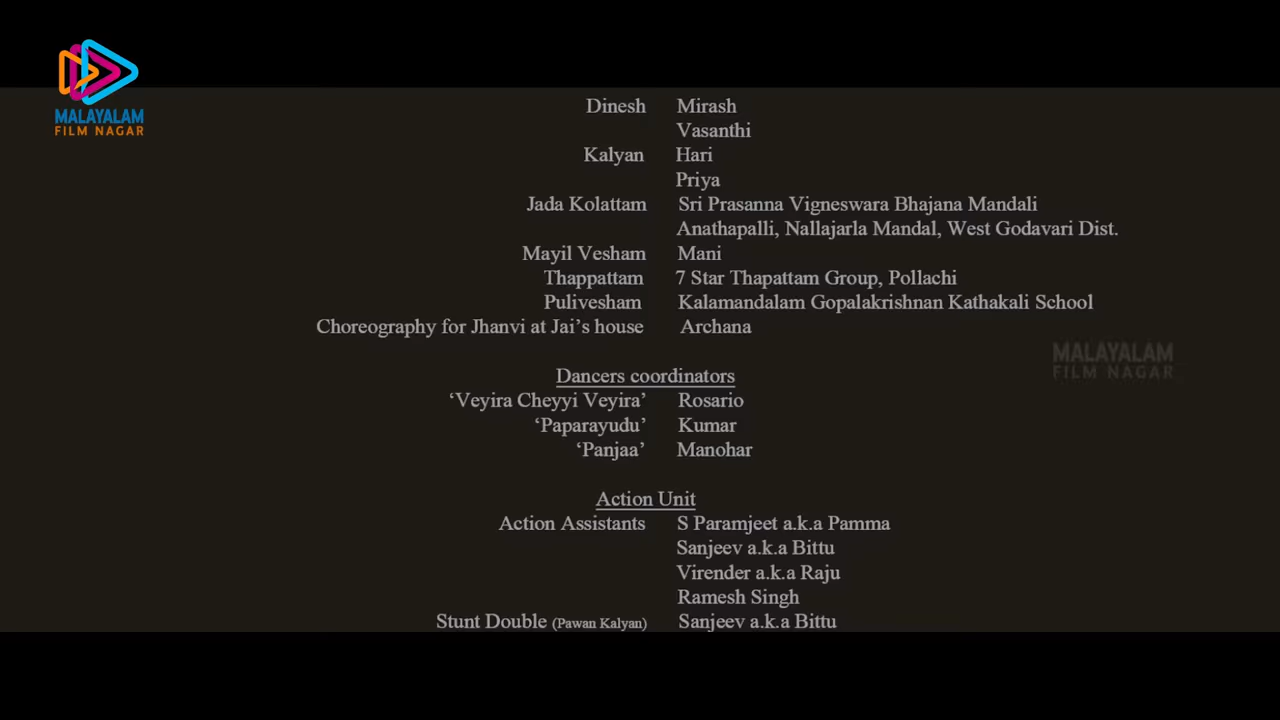 MALAYALAM
FILM NAGAR
Dinesh Mirash
Vasanthi
Kalyan Hari
Priya
Jada Kolattam Sri Prasanna Vigneswara Bhajana Mandali
Anathapalli, Nallajarla Mandal, West Godavari Dist.
Mayil Vesham Mani
Thappattam 7 Star Thapattam Group, Pollachi
Pulivesham Kalamandalam Gopalakrishnan Kathakali School
Choreography for Jhanvi at Jai’s house Archana
MALAYALAM
FILM NAGAR
Dancers coordinators
‘Veyira Cheyyi Veyira’ Rosario
‘Paparayudu’ Kumar
‘Panjaa’ Manohar
Action Unit
Action Assistants S Paramjeet a.k.a Pamma
Sanjeev a.k.a Bittu
Virender a.k.a Raju
Ramesh Singh
Stunt Double (Pawan Kalyan) Sanjeev a.k.a Bittu